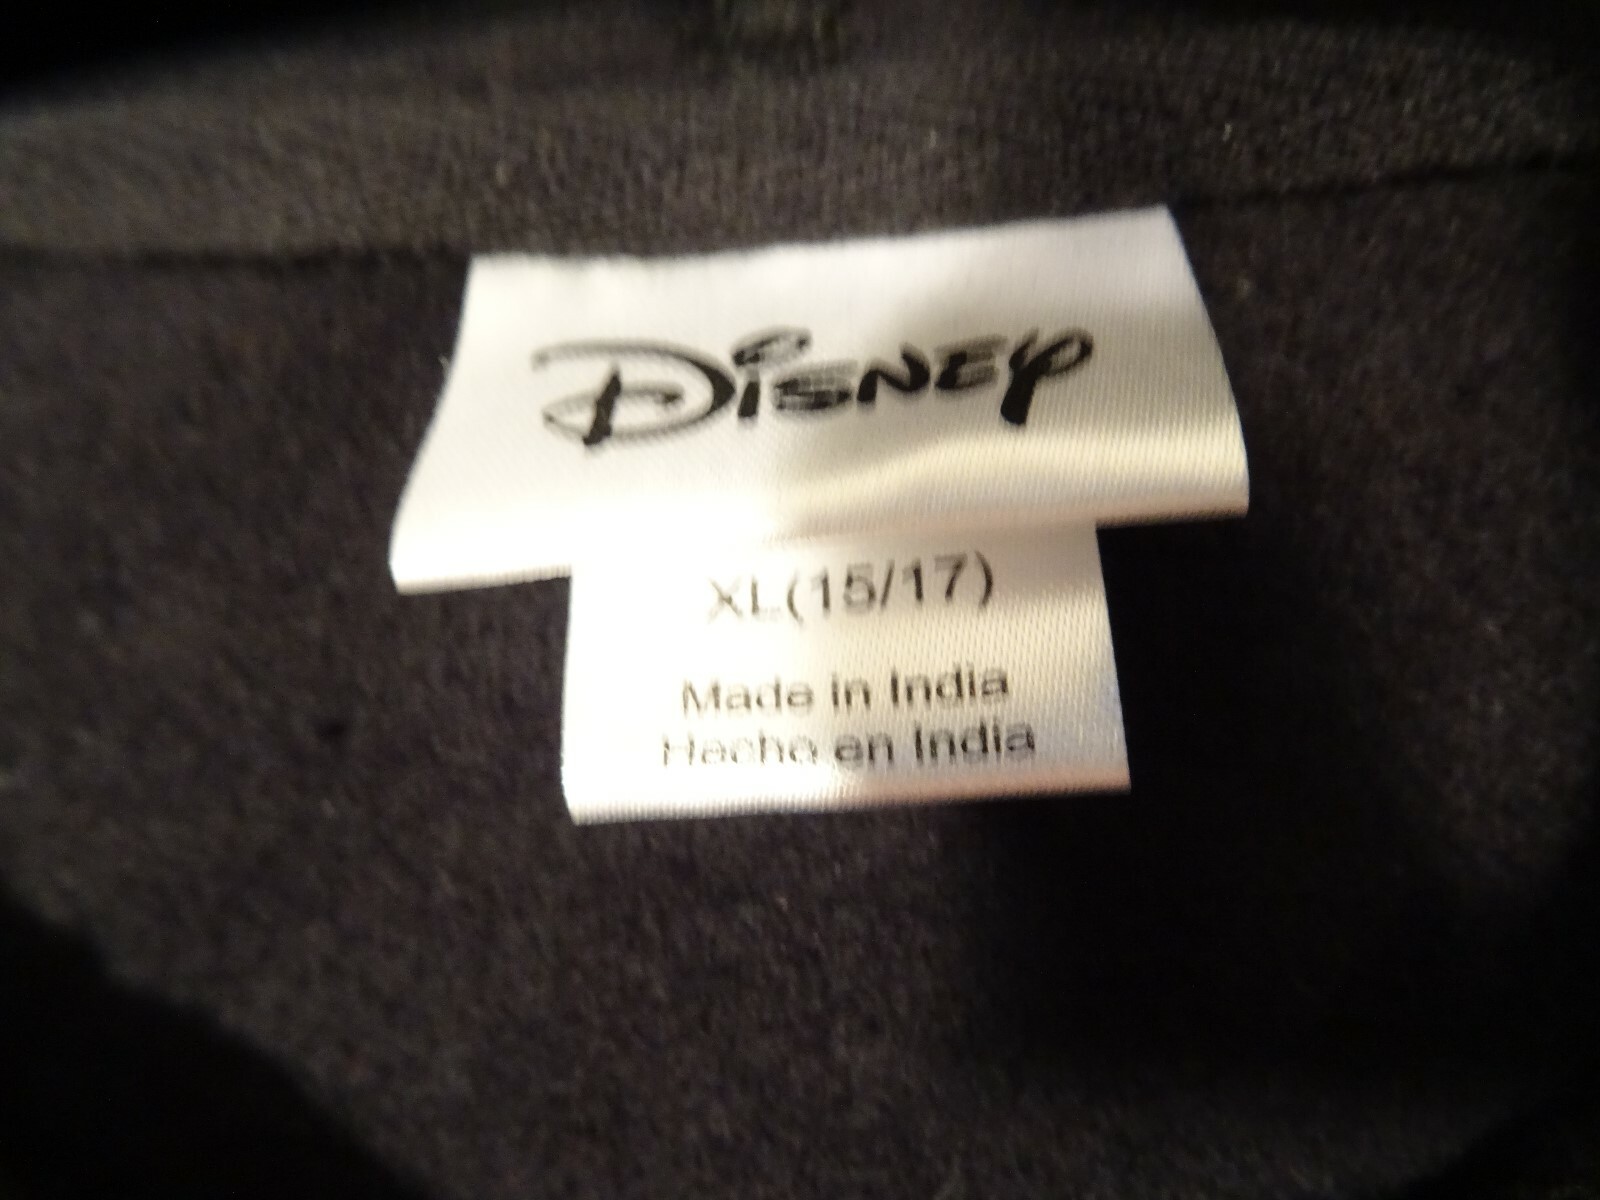 Disney
XL(15/17)
Made in India
Hecho en India